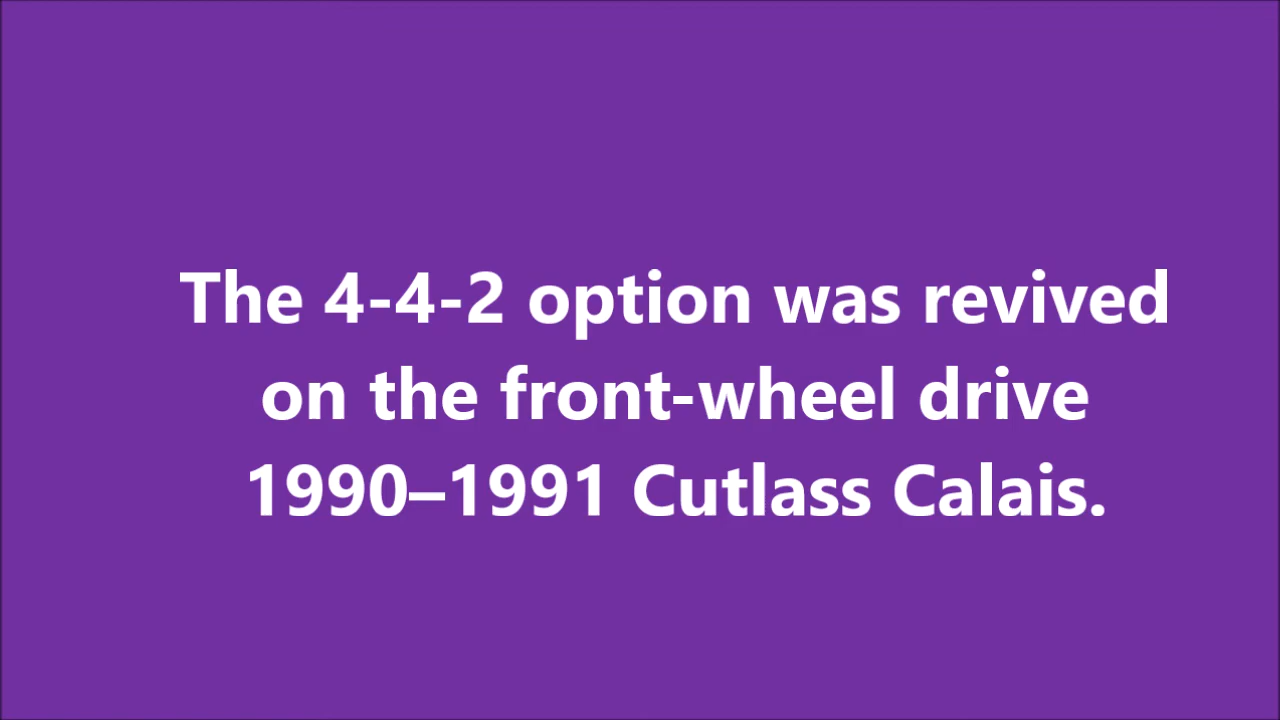 The 4-4-2 option was revived
on the front-wheel drive
1990–1991 Cutlass Calais.